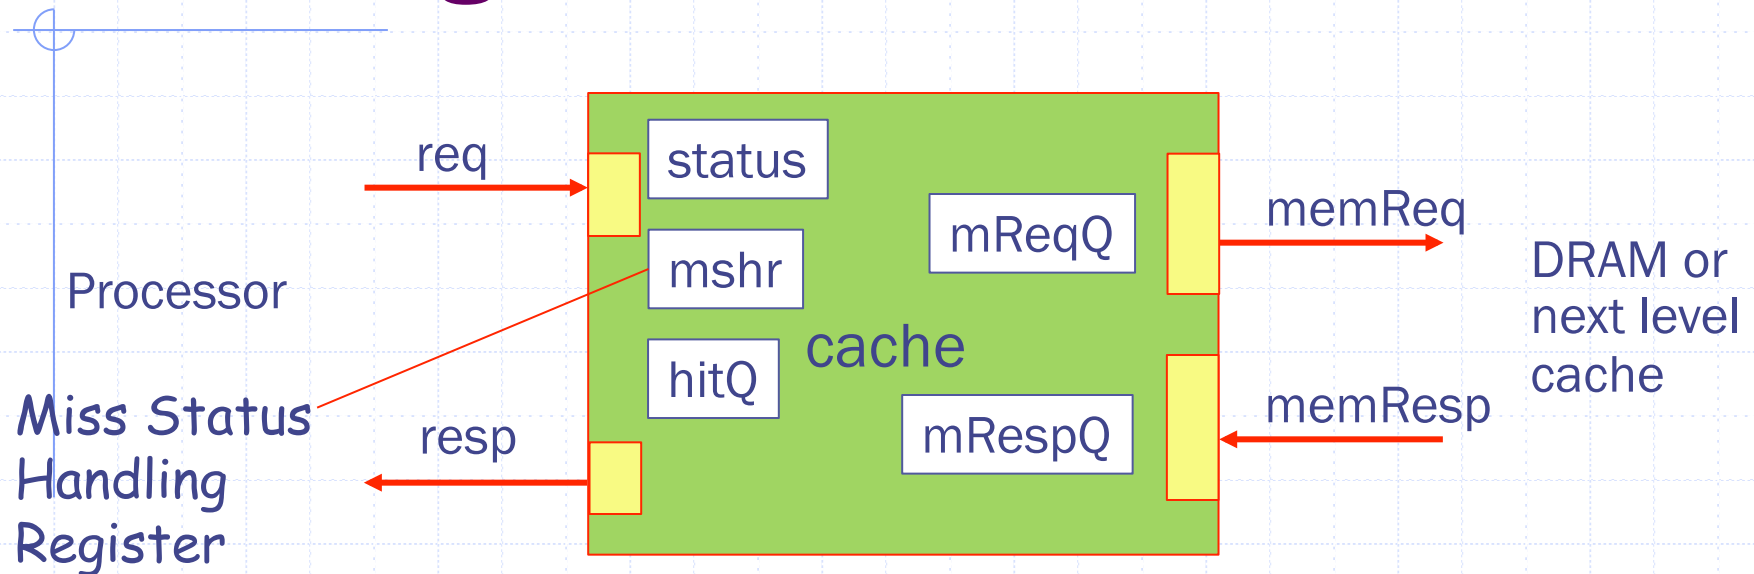 req
status
mReqQ
memReq
mshr
Processor
DRAM or
next level
cache
cache
hitQ
Miss Status
Handling
Register
resp
mRespQ
memResp